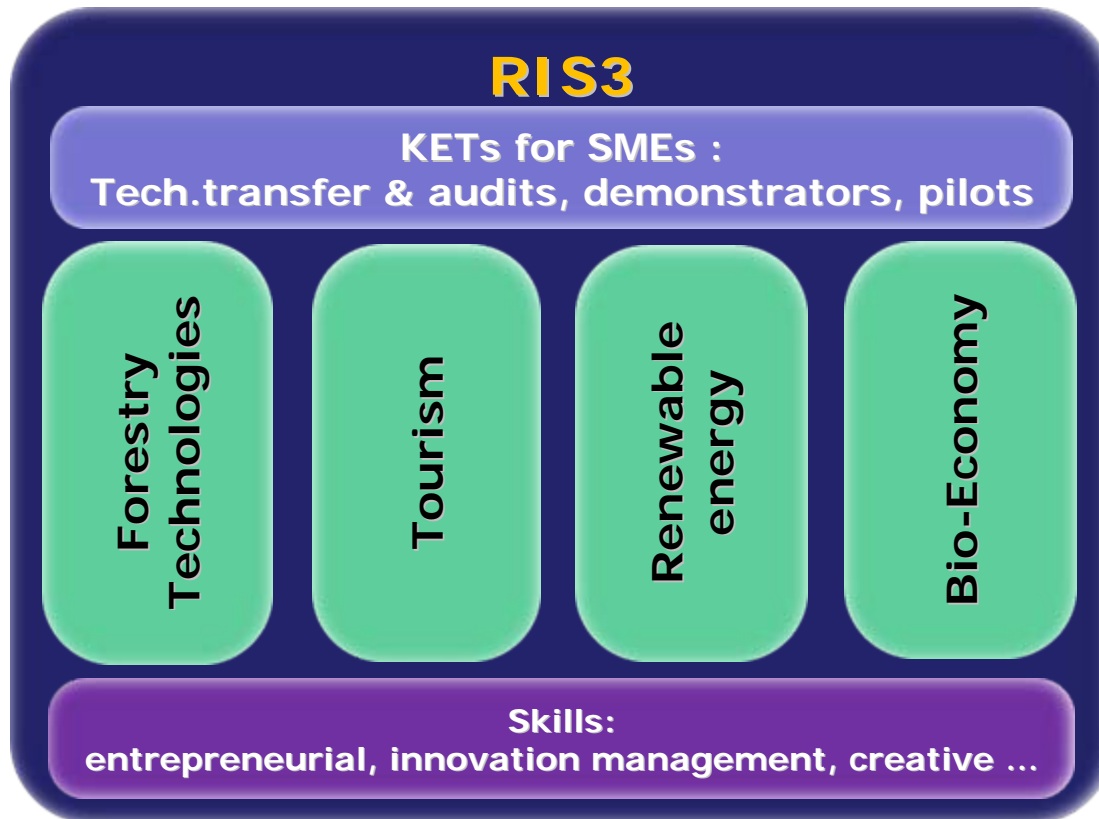 RIS3
KETs for SMEs :
Tech.transfer & audits, demonstrators, pilots
Forestry
Technologies
Tourism
Renewable
energy
Bio-Economy
Skills:
entrepreneurial, innovation management, creative ...